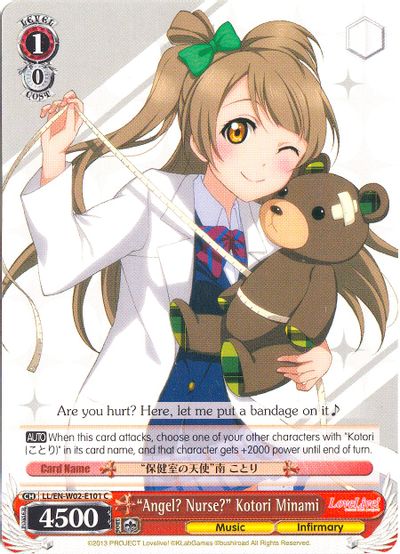 LEVEL
1
0
COST
Are you hurt? Here, let me put a bandage on it♪
AUTO When this card attacks, choose one of your other characters with "Kotori
(ことり)" in its card name, and that character gets +2000 power until end of turn.
Card Name
"保健室の天使"南 ことり
CH LL/EN-W02-E101 C
POWER
4500
"Angel? Nurse?" Kotori Minami
LoveLive!
Music
Infirmary
©2013 PROJECT Lovelive! ©KLabGames ©bushiroad All Rights Reserved.